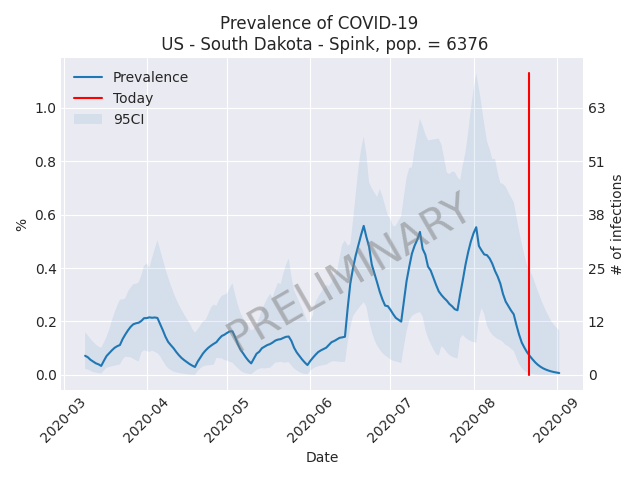 Prevalence of COVID-19
US - South Dakota - Spink, pop. = 6376
Prevalence
Today
95CI
1.0
0.8
0.6
0.4
0.2
0.0
%
63
51
38
25
12
0
# of infections
PRELIMINARY
2020-03
2020-04
2020-05
2020-06
2020-07
2020-08
2020-09
Date